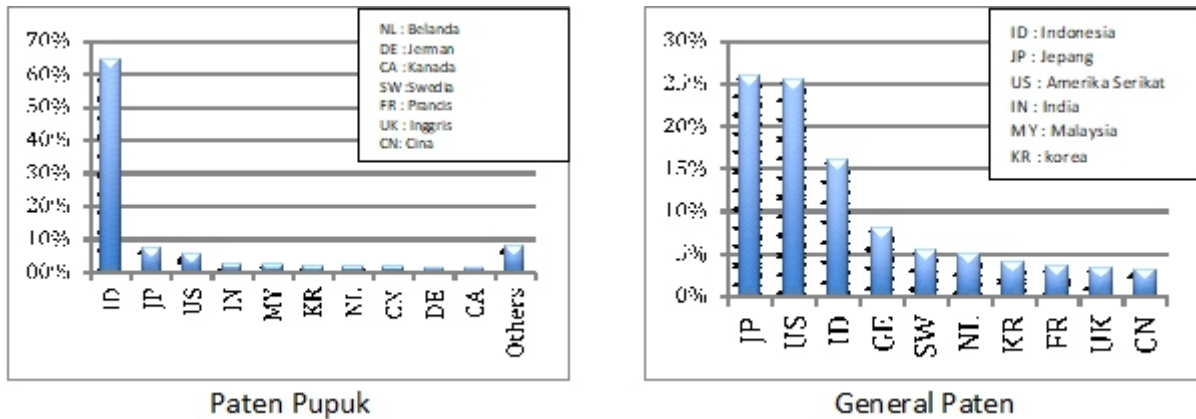 NL : Belanda
DE : Jerman
CA : Kanada
SW :Swedia
FR : Prancis
UK : Inggris
CN: Cina
70%
60%
50%
40%
30%
20%
10%
00%
ID
JP
US
IN
MY
KR
NL
CN
DE
CA
Others
Paten Pupuk
ID : Indonesia
JP : Jepang
US : Amerika Serikat
IN : India
MY : Malaysia
KR : korea
30%
25%
20%
15%
10%
5%
0%
JP
US
ID
GE
SW
NL
KR
FR
UK
CN
General Paten